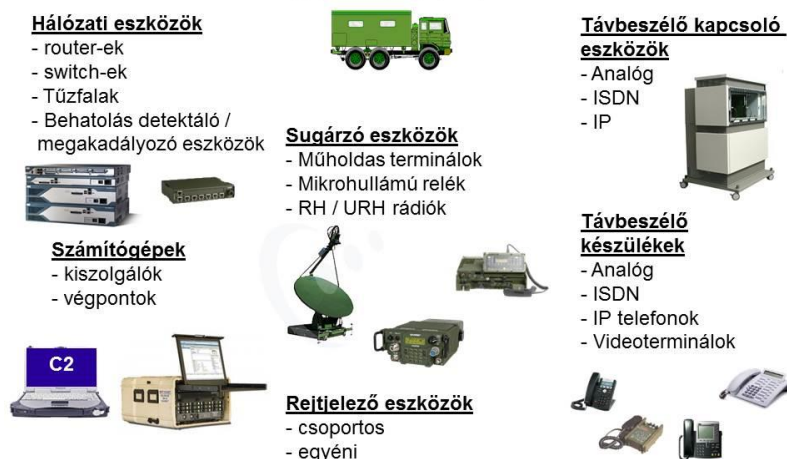 Hálózati eszközök
- router-ek
- switch-ek
- Tűzfalak
- Behatolás detektáló /
megakadályozó eszközök
Számítógépek
- kiszolgálók
- végpontok
C2
Sugárzó eszközök
- Műholdas terminálok
- Mikrohullámú relék
- RH / URH rádiók
Rejtjelező eszközök
- csoportos
- egyéni
Távbeszélő kapcsoló
eszközök
- Analóg
- ISDN
- IP
Távbeszélő
készülékek
- Analóg
- ISDN
- IP telefonok
- Videoterminálok